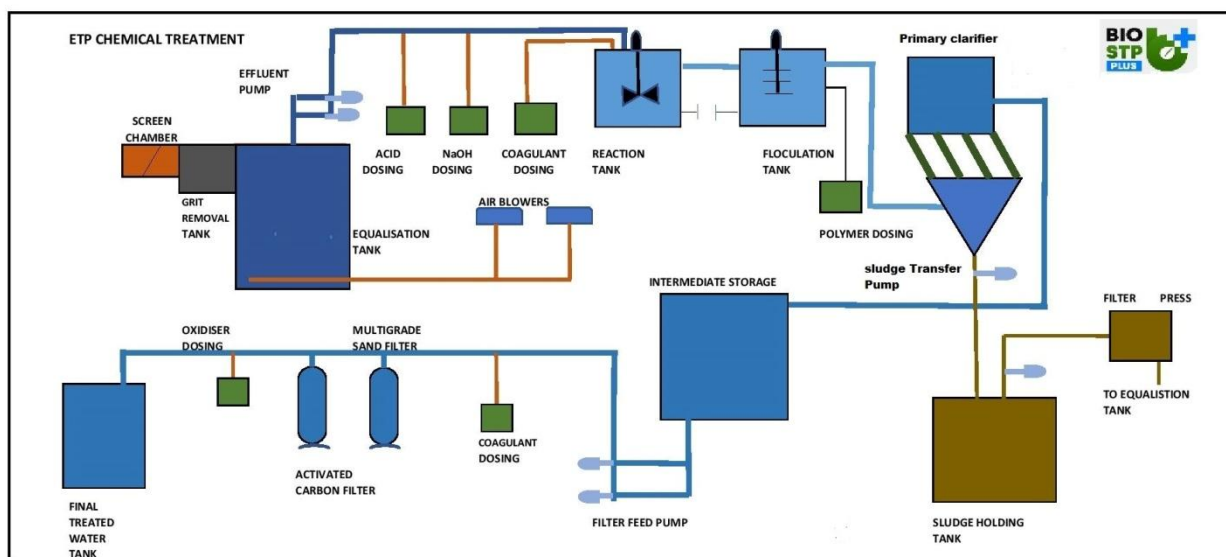 ETP CHEMICAL TREATMENT
Primary clarifier
BIO
STP
PLUS
EFFLUENT
PUMP
SCREEN
CHAMBER
ACID
DOSING
NaOH
DOSING
COAGULANT
DOSING
REACTION
TANK
FLOCULATION
TANK
GRIT
REMOVAL
TANK
EQUALISATION
TANK
AIR BLOWERS
POLYMER DOSING
sludge Transfer
Pump
INTERMEDIATE STORAGE
FILTER PRESS
OXIDISER
DOSING
MULTIGRADE
SAND FILTER
TO EQUALISTION
TANK
COAGULANT
DOSING
ACTIVATED
CARBON FILTER
FINAL
TREATED
WATER
TANK
FILTER FEED PUMP
SLUDGE HOLDING
TANK